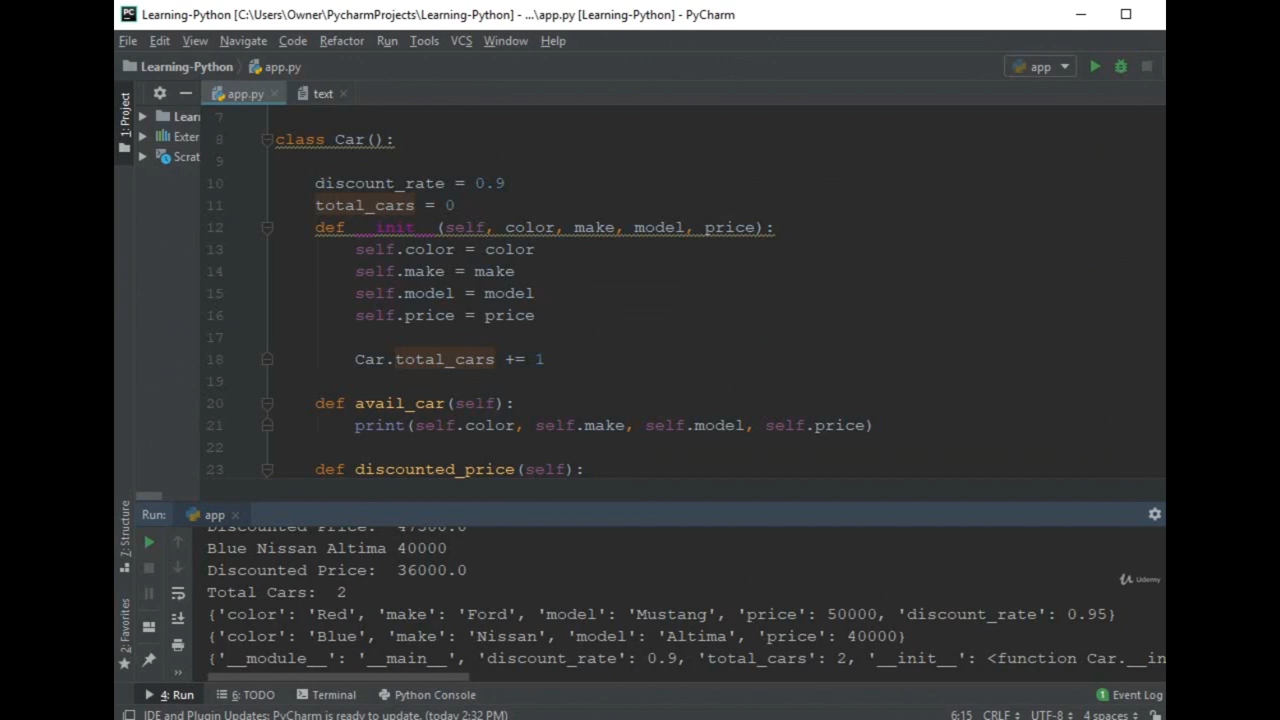 Learning-Python [C:\Users\Owner\PycharmProjects\Learning-Python] - ...\app.py [Learning-Python] - PyCharm
File Edit View Navigate Code Refactor Run Tools VCS Window Help
Learning-Python app.py app
1: Project
app.py text
Lear
Exter
Scrat
7
8 class Car():
9
10 discount_rate = 0.9
11 total_cars = 0
12 def __init__(self, color, make, model, price):
13 self.color = color
14 self.make = make
15 self.model = model
16 self.price = price
17
18 Car.total_cars += 1
19
20 def avail_car(self):
21 print(self.color, self.make, self.model, self.price)
22
23 def discounted_price(self):
Z: Structure
2: Favorites
Run: app
Discounted Price: 47500.0
Blue Nissan Altima 40000
Discounted Price:  36000.0
Total Cars:  2
{'color': 'Red', 'make': 'Ford', 'model': 'Mustang', 'price': 50000, 'discount_rate': 0.95}
{'color': 'Blue', 'make': 'Nissan', 'model': 'Altima', 'price': 40000}
{'__module__': '__main__', 'discount_rate': 0.9, 'total_cars': 2, '__init__': <function Car.__in
Udemy
4: Run 6: TODO Terminal Python Console 1 Event Log
IDE and Plugin Updates: PyCharm is ready to update. (today 2:32 PM) 6:15 CRLF UTF-8 4 spaces